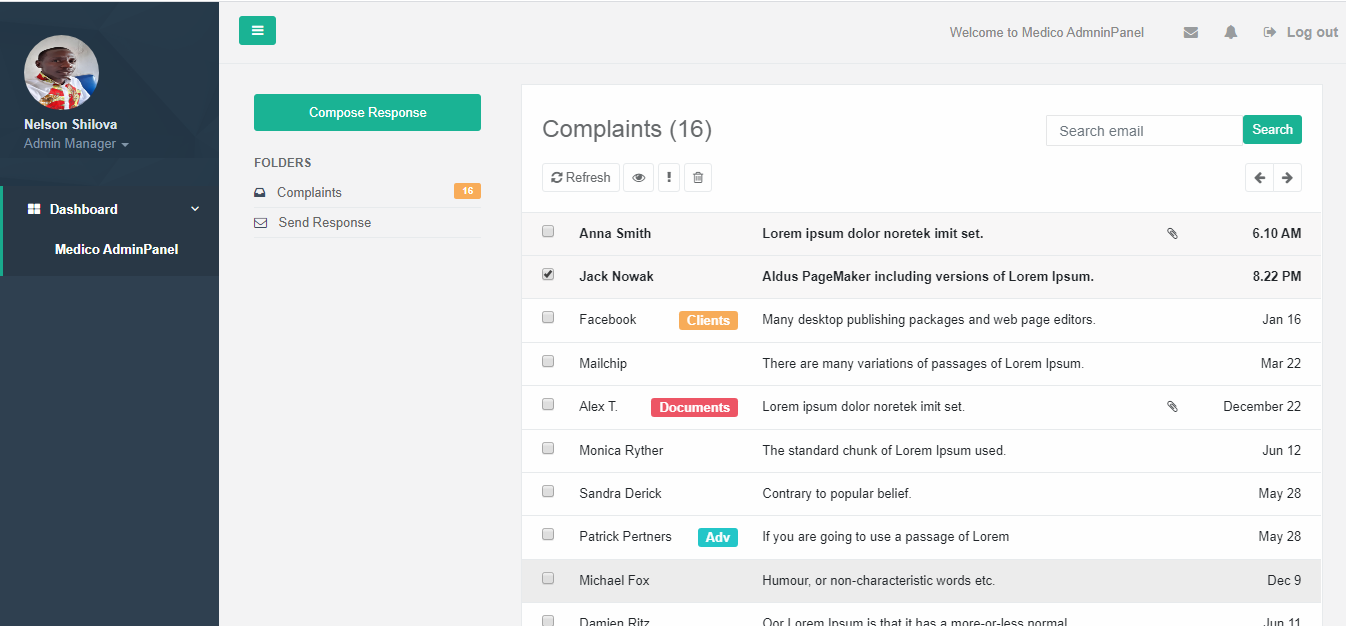 Nelson Shilova
Admin Manager
Dashboard
Medico AdminPanel
Welcome to Medico AdmninPanel
Log out
Compose Response
FOLDERS
Complaints 16
Send Response
Complaints (16)
Search email Search
Refresh
Anna Smith Lorem ipsum dolor noretek imit set. 6.10 AM
Jack Nowak Aldus PageMaker including versions of Lorem Ipsum. 8.22 PM
Facebook Clients Many desktop publishing packages and web page editors. Jan 16
Mailchip There are many variations of passages of Lorem Ipsum. Mar 22
Alex T. Documents Lorem ipsum dolor noretek imit set. December 22
Monica Ryther The standard chunk of Lorem Ipsum used. Jun 12
Sandra Derick Contrary to popular belief. May 28
Patrick Pertners Adv If you are going to use a passage of Lorem May 28
Michael Fox Humour, or non-characteristic words etc. Dec 9
Damien Ritz Oor Lorem Ipsum is that it has a more-or-less normal. Jun 11